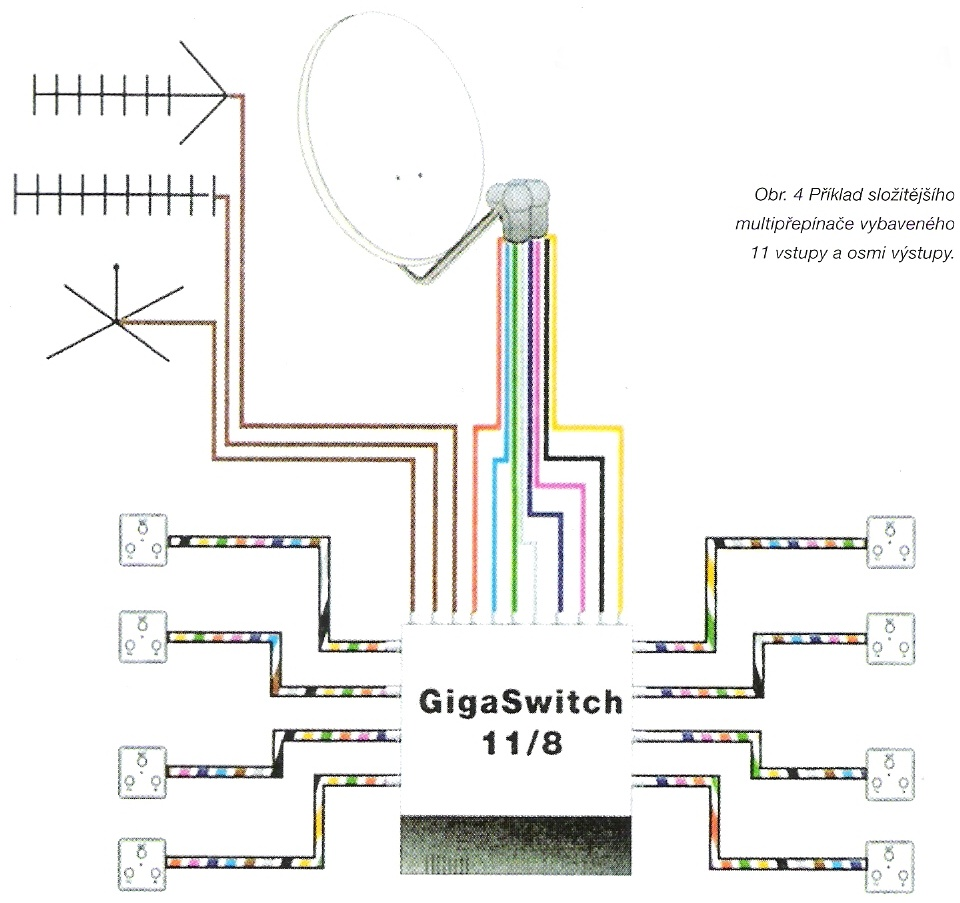 Obr. 4 Příklad složitějšího
multipřepínače vybaveného
11 vstupy a osmi výstupy.
GigaSwitch
11/8